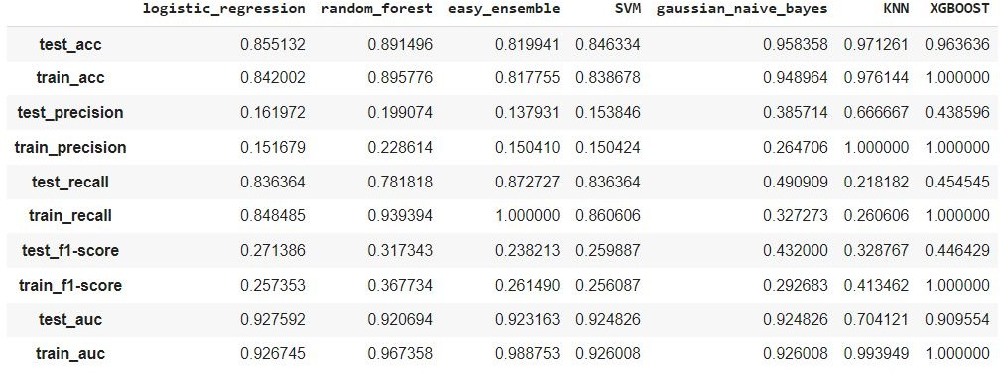 logistic_regression random_forest easy_ensemble SVM gaussian_naive_bayes KNN XGBOOST
test_acc 0.855132 0.891496 0.819941 0.846334 0.958358 0.971261 0.963636
train_acc 0.842002 0.895776 0.817755 0.838678 0.948964 0.976144 1.000000
test_precision 0.161972 0.199074 0.137931 0.153846 0.385714 0.666667 0.438596
train_precision 0.151679 0.228614 0.150410 0.150424 0.264706 1.000000 1.000000
test_recall 0.836364 0.781818 0.872727 0.836364 0.490909 0.218182 0.454545
train_recall 0.848485 0.939394 1.000000 0.860606 0.327273 0.260606 1.000000
test_f1-score 0.271386 0.317343 0.238213 0.259887 0.432000 0.328767 0.446429
train_f1-score 0.257353 0.367734 0.261490 0.256087 0.292683 0.413462 1.000000
test_auc 0.927592 0.920694 0.923163 0.924826 0.924826 0.704121 0.909554
train_auc 0.926745 0.967358 0.988753 0.926008 0.926008 0.993949 1.000000